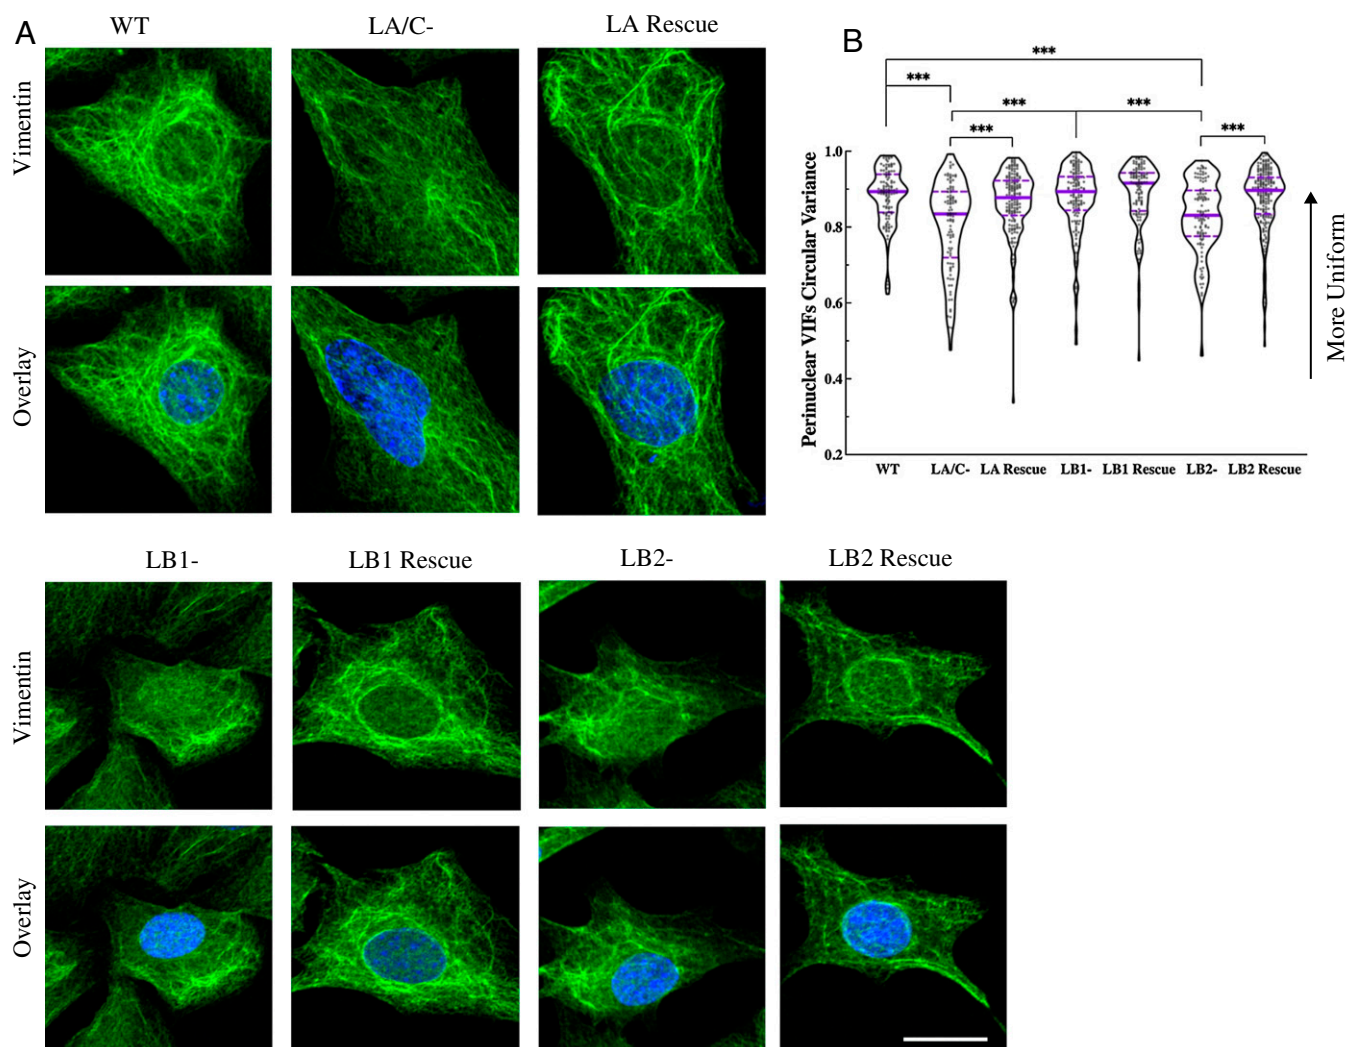 A
WT
LA/C-
LA Rescue
Vimentin
Overlay
B
***
***
***
***
***
***
Perinuclear VIFs Circular Variance
1.0
0.8
0.6
0.4
0.2
WT
LA/C-
LA Rescue
LB1-
LB1 Rescue
LB2-
LB2 Rescue
More Uniform
LB1-
LB1 Rescue
LB2-
LB2 Rescue
Vimentin
Overlay